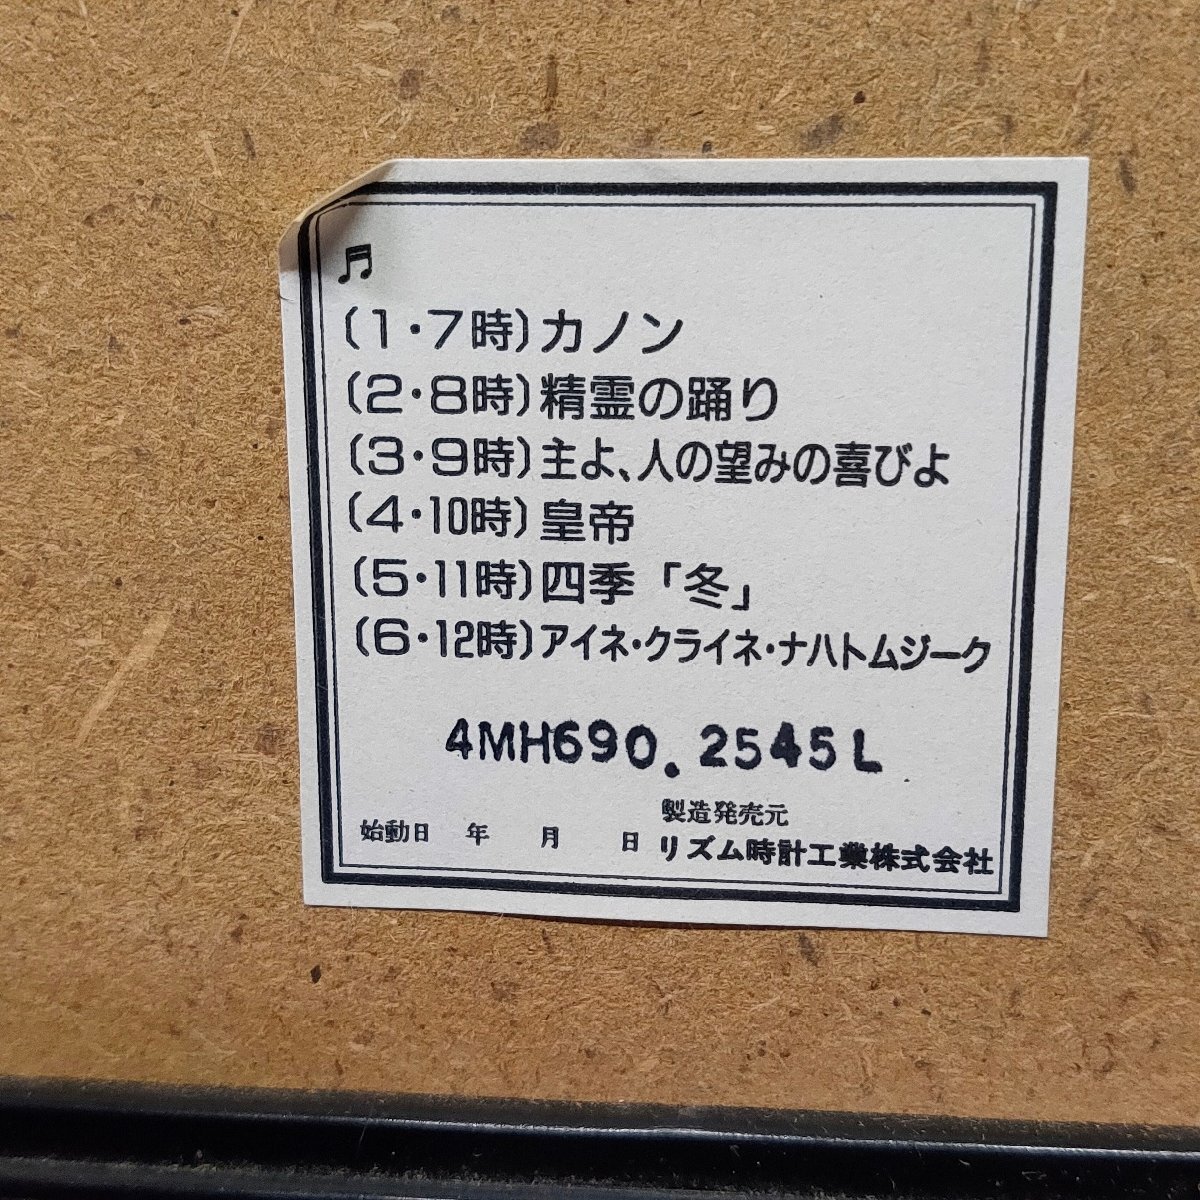 ♬
(1・7時)カノン
(2・8時)精霊の踊り
(3・9時)主よ、人の望みの喜びよ
(4・10時)皇帝
(5・11時)四季「冬」
(6・12時)アイネ・クライネ・ナハトムジーク
4MH690.2545L
製造発売元
始動日 年 月 日 リズム時計工業株式会社